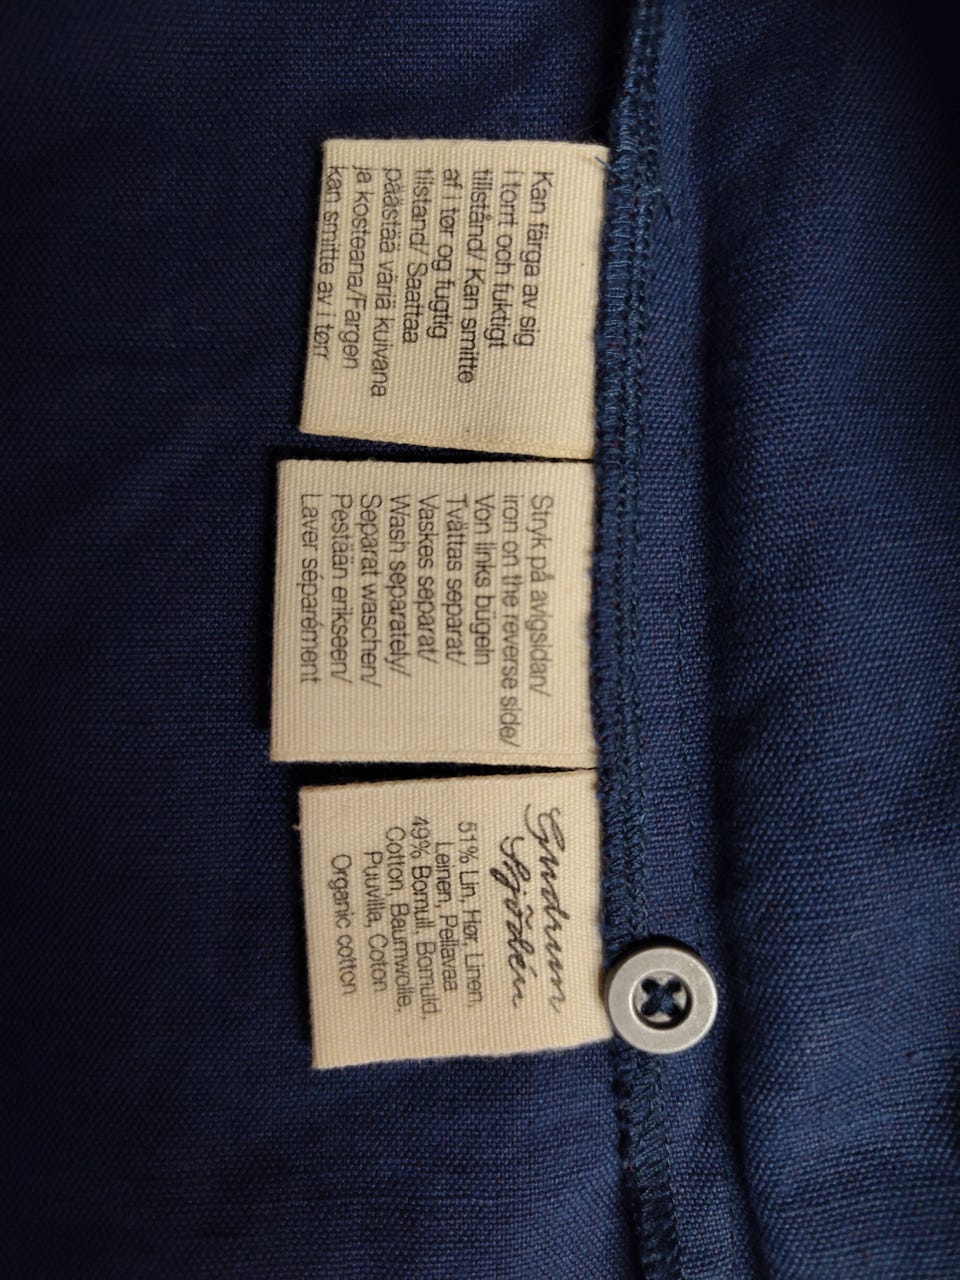 Kan färga av sig
i torrt och fuktigt
tillstånd/ Kan smitte
af i tør og fugtig
tilstand/ Saattaa
päästää väriä kuivana
ja kosteana/Fargen
kan smitte av i tørr
Stryk på avigsidan/
iron on the reverse side/
Von links bügeln
Tvättas separat/
Vaskes separat/
Wash separately/
Separat waschen/
Pestään erikseen/
Laver séparément
Gudrun
Sjödén
51% Lin, Hør, Linen,
Leinen, Pellavaa
49% Bomull, Bomuld,
Cotton, Baumwolle,
Puuvilla, Coton
Organic cotton